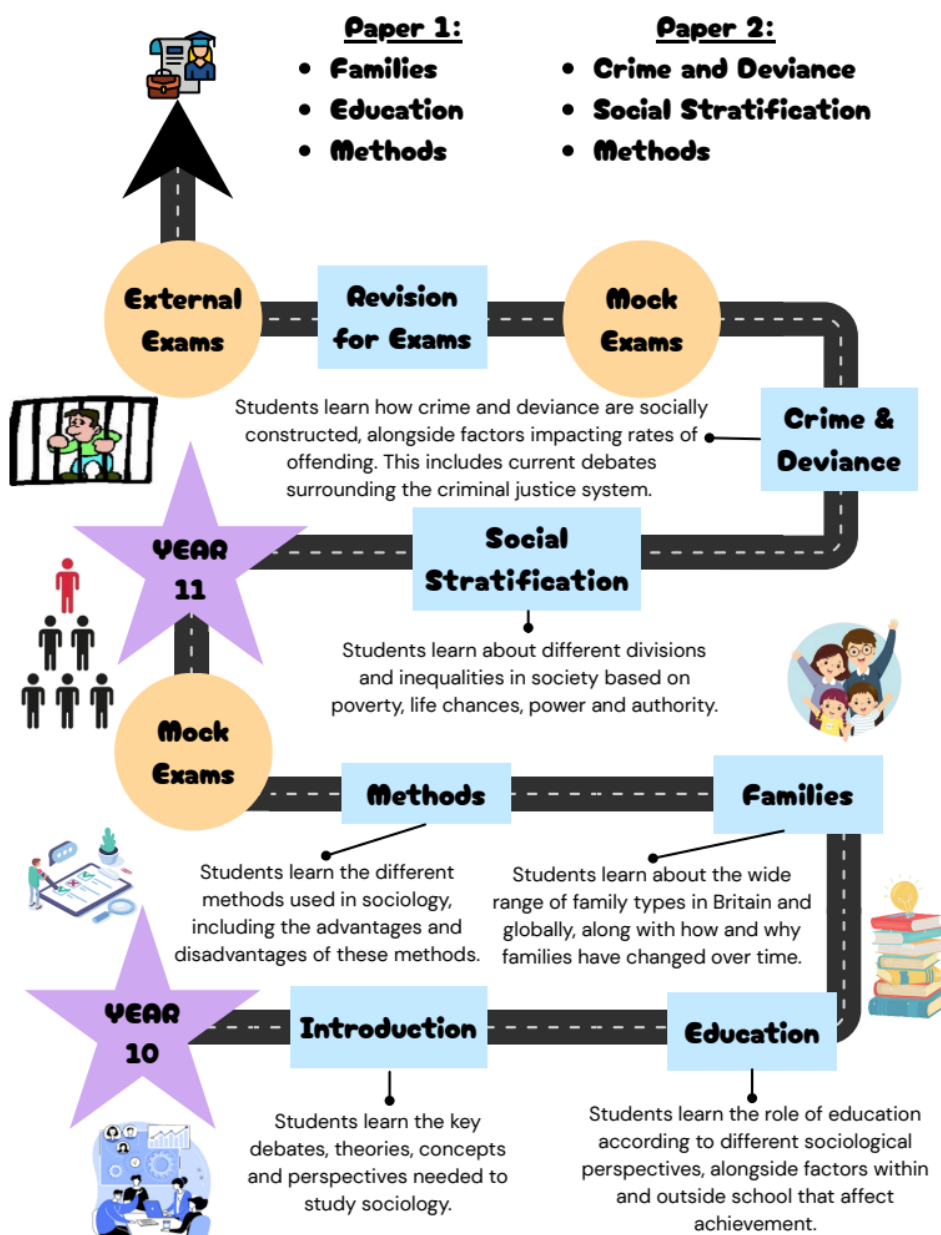 Paper 1:
• Families
• Education
• Methods
Paper 2:
• Crime and Deviance
• Social Stratification
• Methods
External
Exams
Revision
for Exams
Mock
Exams
Students learn how crime and deviance are socially
constructed, alongside factors impacting rates of
offending. This includes current debates
surrounding the criminal justice system.
Crime &
Deviance
YEAR
11
Social
Stratification
Students learn about different divisions
and inequalities in society based on
poverty, life chances, power and authority.
Mock
Exams
Methods
Families
Students learn the different
methods used in sociology,
including the advantages and
disadvantages of these methods.
Students learn about the wide
range of family types in Britain and
globally, along with how and why
families have changed over time.
YEAR
10
Introduction
Education
Students learn the key
debates, theories, concepts
and perspectives needed to
study sociology.
Students learn the role of education
according to different sociological
perspectives, alongside factors within
and outside school that affect
achievement.